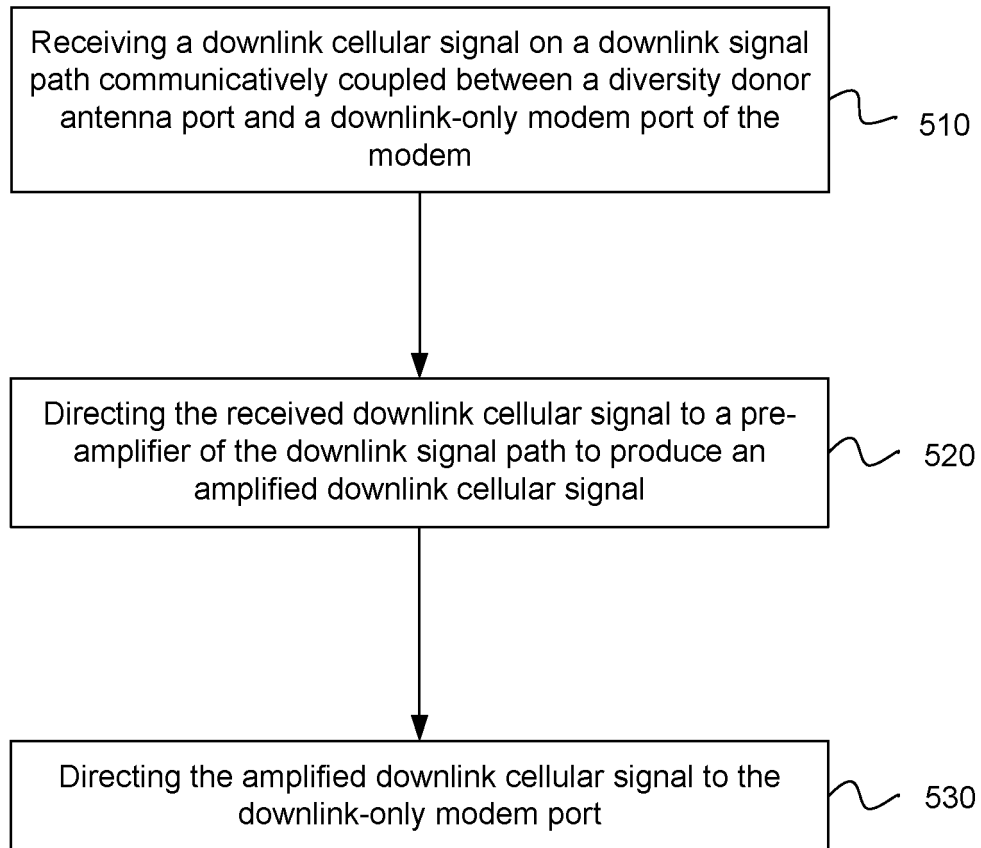 Receiving a downlink cellular signal on a downlink signal
path communicatively coupled between a diversity donor
antenna port and a downlink-only modem port of the
modem
510
Directing the received downlink cellular signal to a pre-
amplifier of the downlink signal path to produce an
amplified downlink cellular signal
520
Directing the amplified downlink cellular signal to the
downlink-only modem port
530